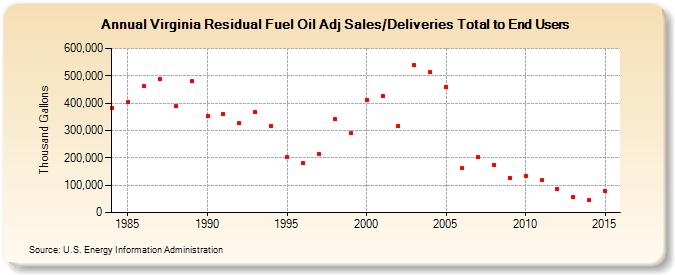 Annual Virginia Residual Fuel Oil Adj Sales/Deliveries Total to End Users
Thousand Gallons
600,000
500,000
400,000
300,000
200,000
100,000
0
1985 1990 1995 2000 2005 2010 2015
Source: U.S. Energy Information Administration